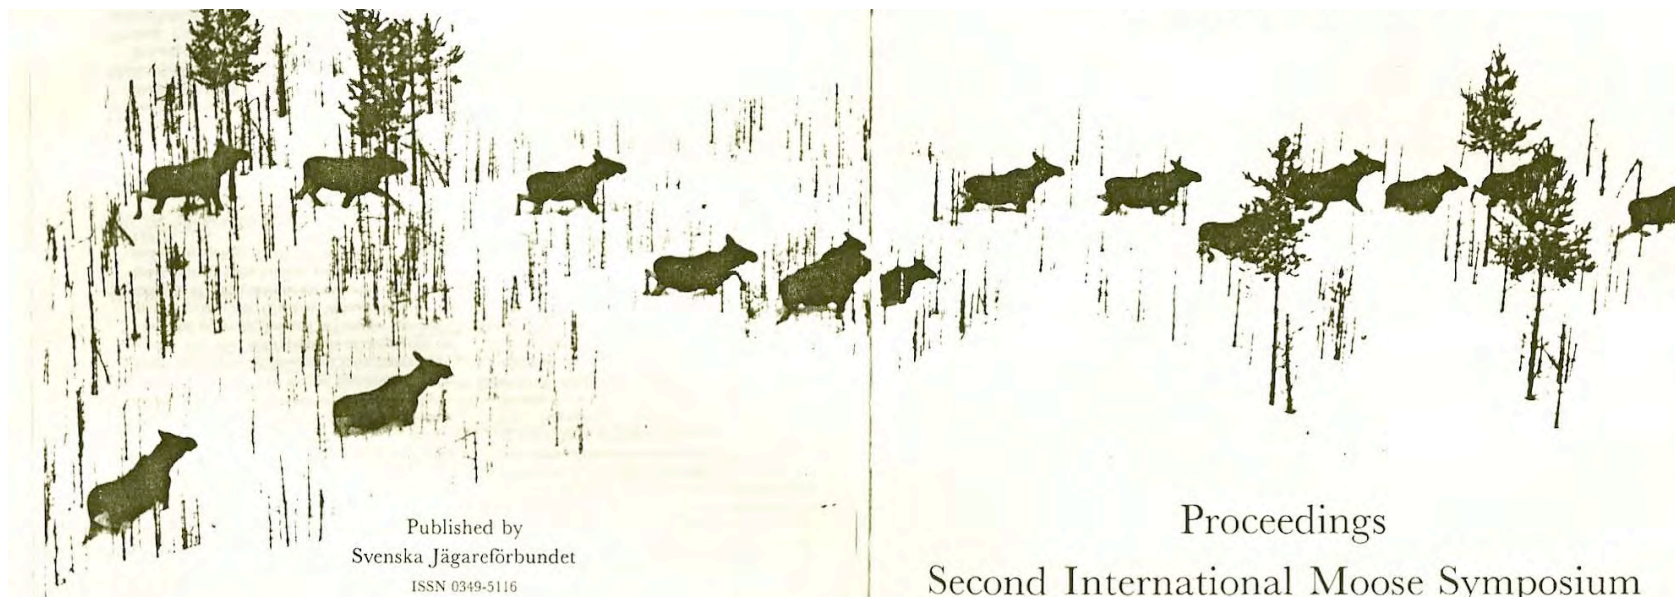 Published by
Svenska Jägareförbundet
ISSN 0349-5116
Proceedings
Second International Moose Symposium